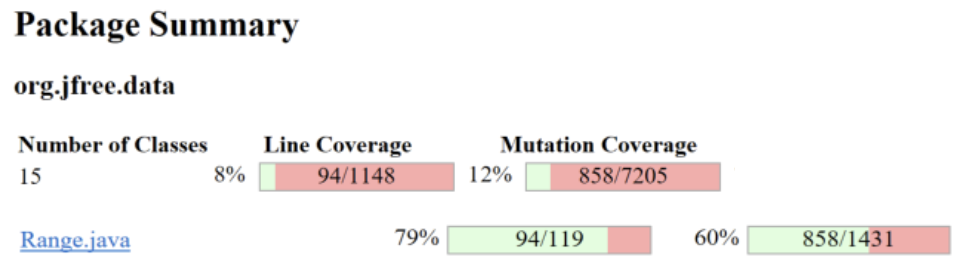 Package Summary
org.jfree.data
Number of Classes Line Coverage Mutation Coverage
15 8% 94/1148 12% 858/7205
Range.java 79% 94/119 60% 858/1431